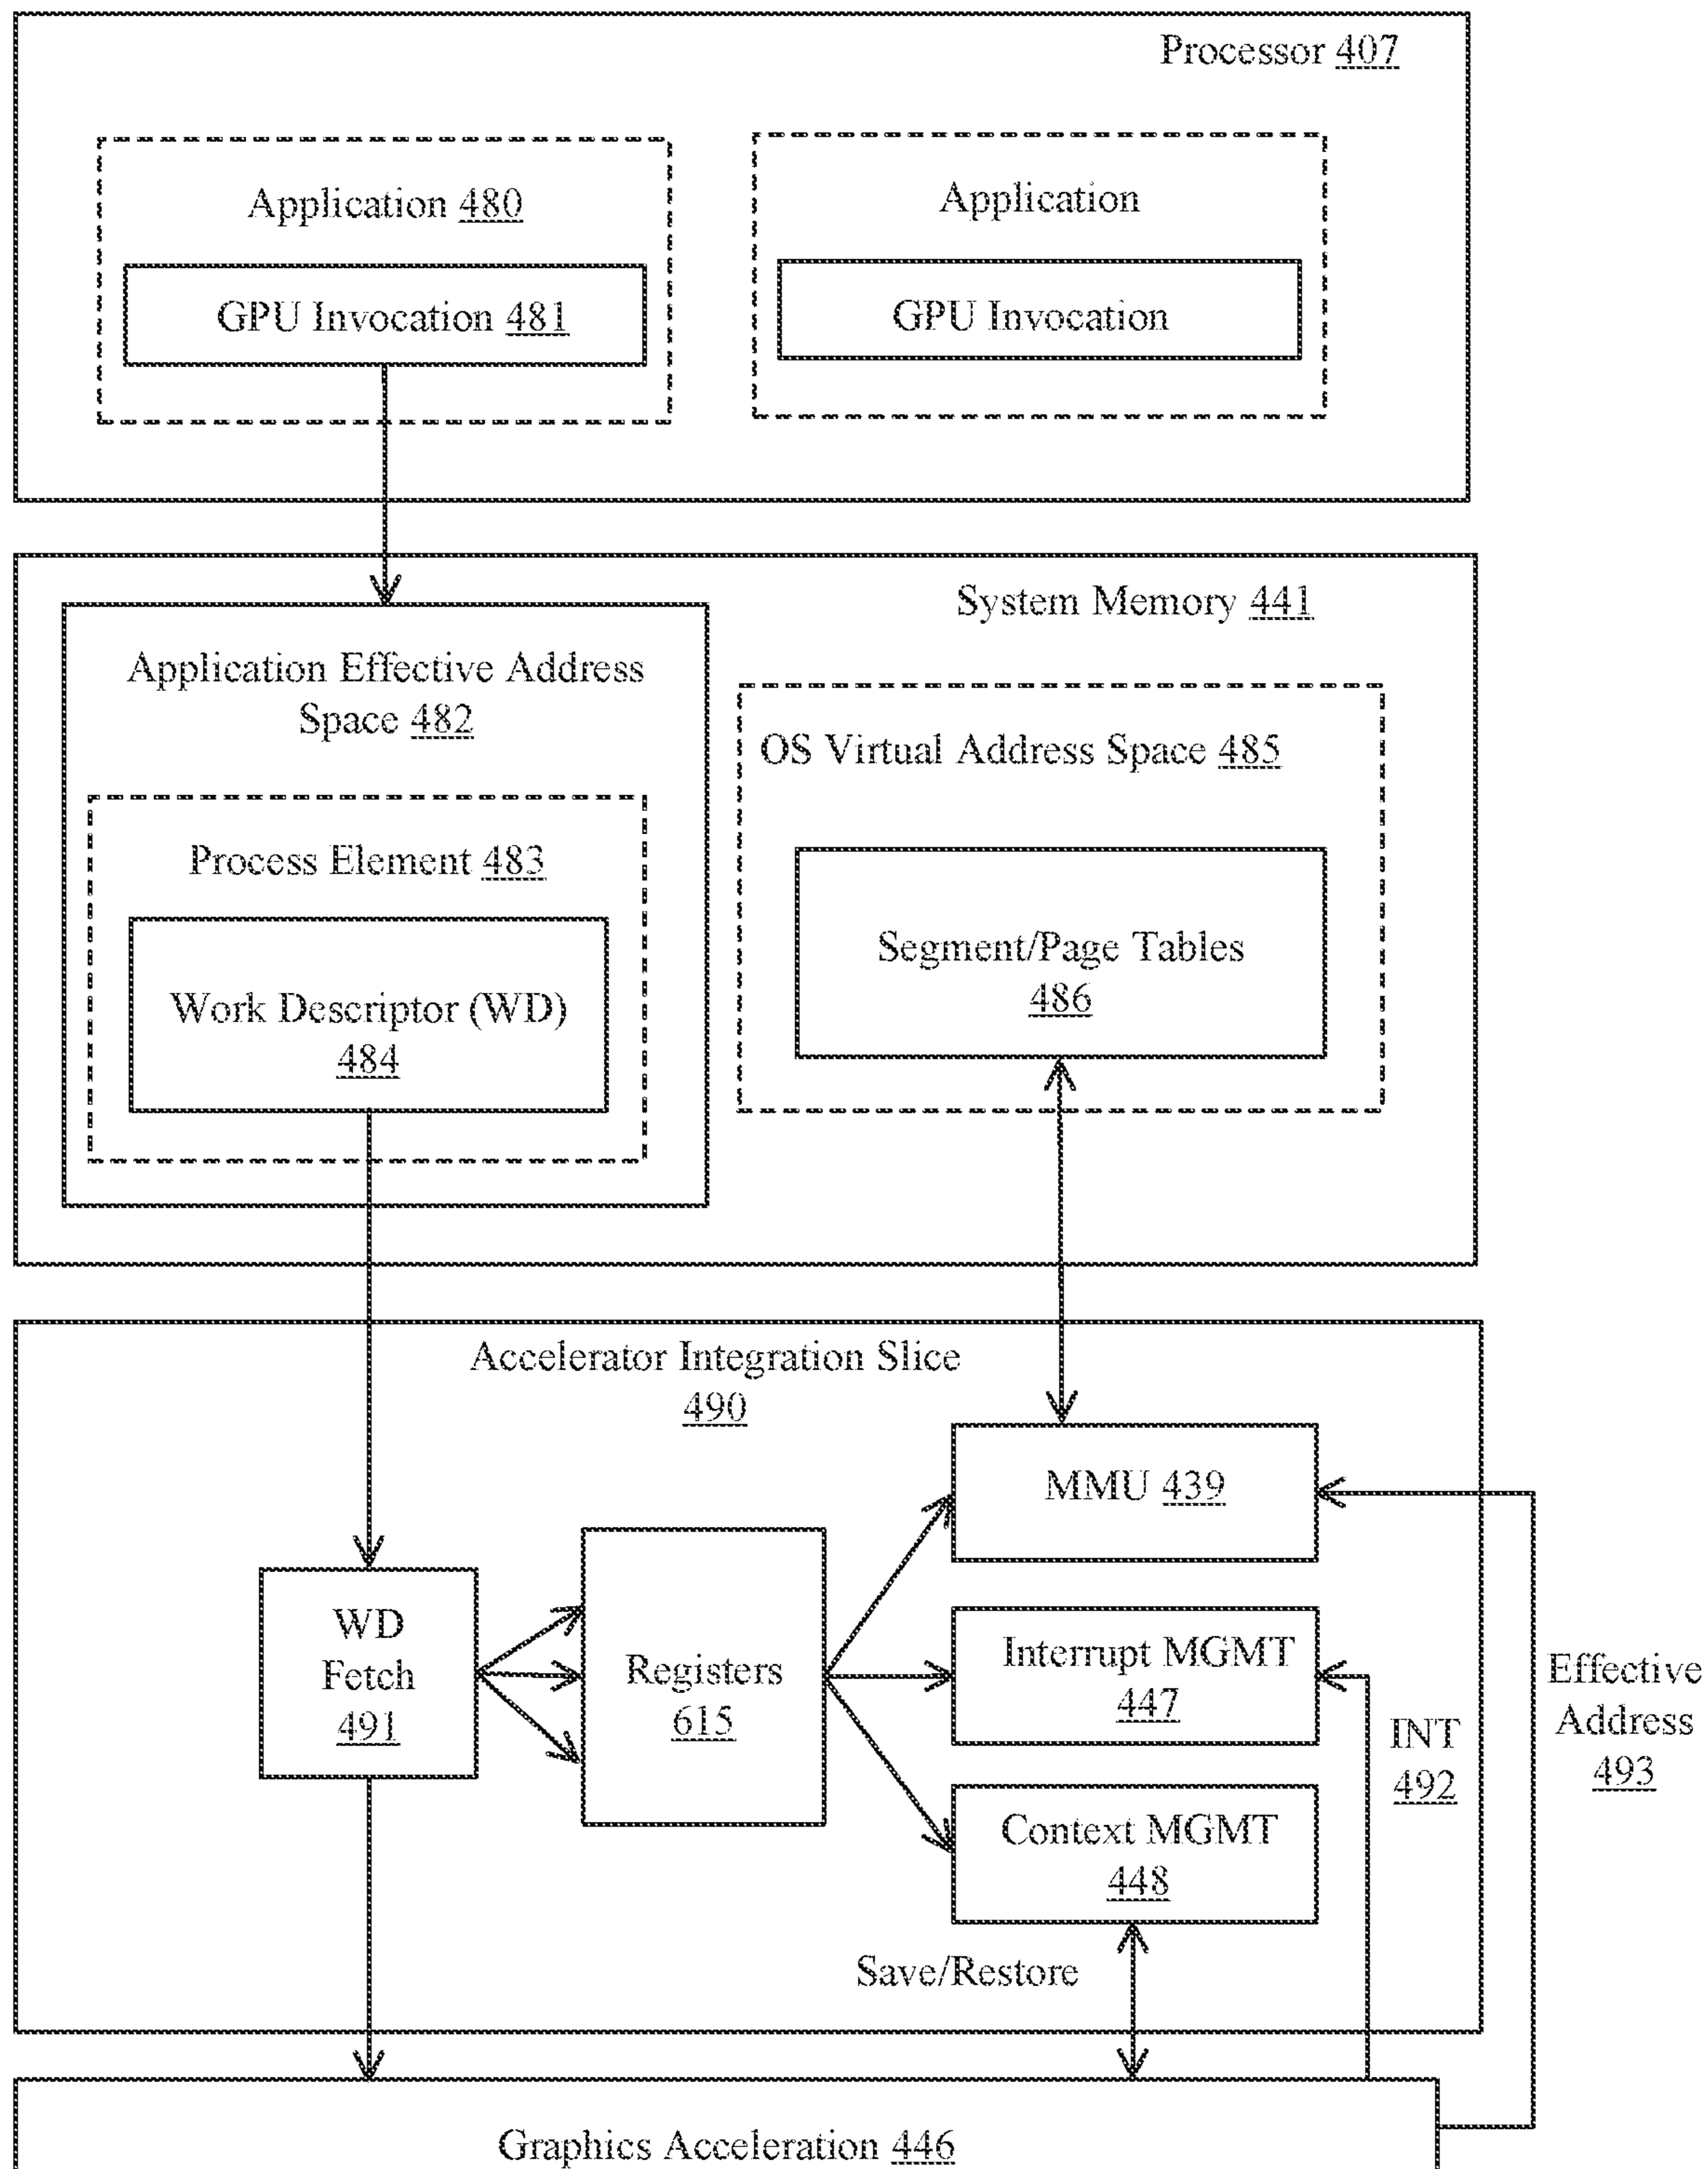 Processor 407
Application 480
GPU Invocation 481
Application
GPU Invocation
System Memory 441
Application Effective Address
Space 482
Process Element 483
Work Descriptor (WD)
484
OS Virtual Address Space 485
Segment/Page Tables
486
Accelerator Integration Slice
490
MMU 439
WD
Fetch
491
Registers
615
Interrupt MGMT
447
Context MGMT
448
INT
492
Effective
Address
493
Save/Restore
Graphics Acceleration 446